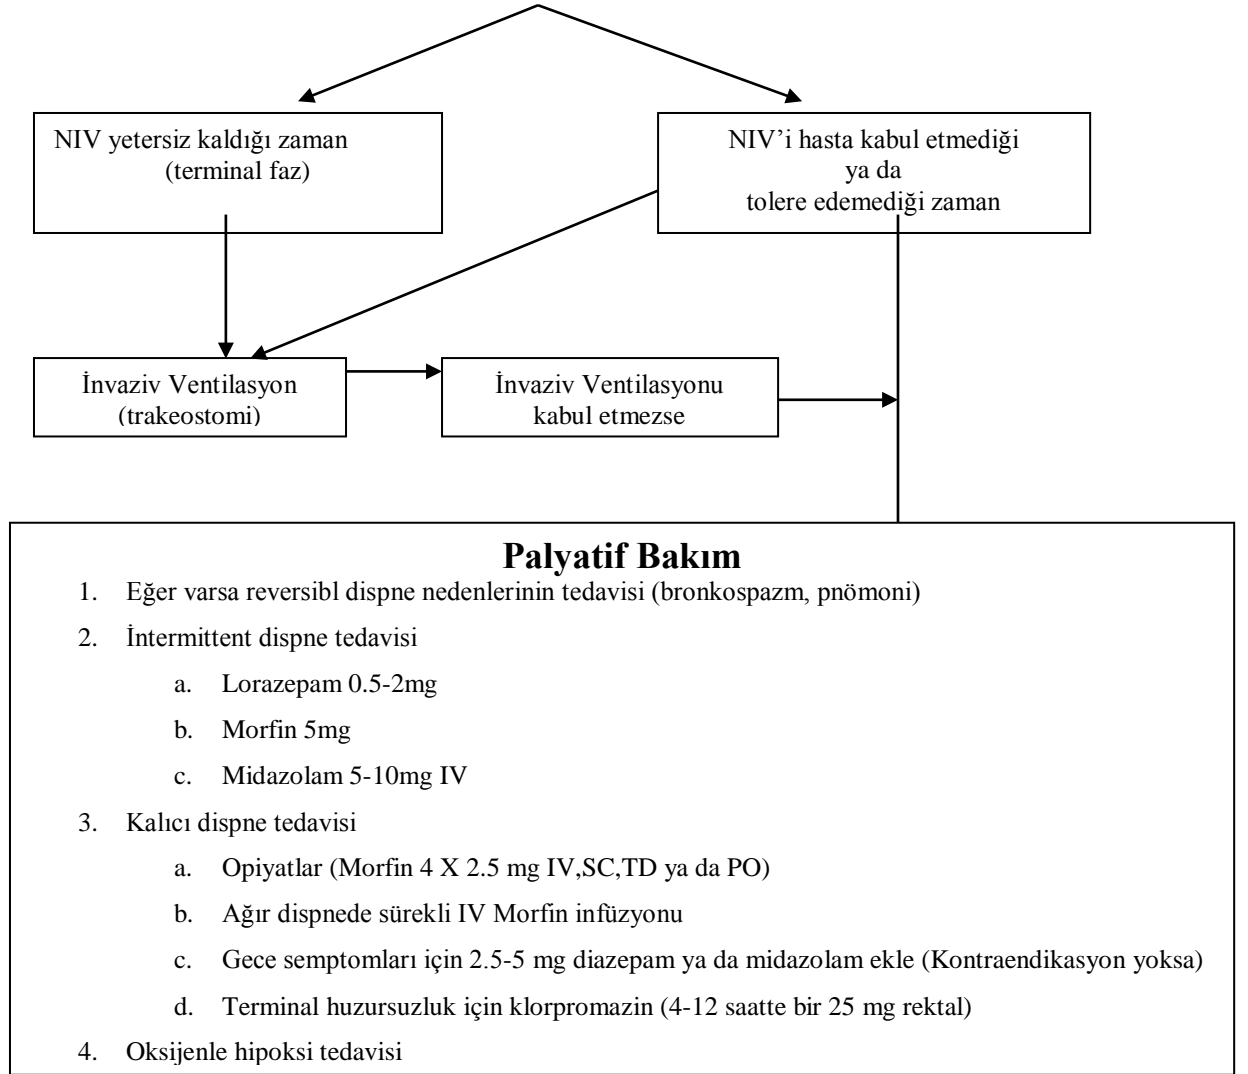 NIV yetersiz kaldığı zaman
(terminal faz)
NIV’i hasta kabul etmediği
ya da
tolere edemediği zaman
İnvaziv Ventilasyon
(trakeostomi)
İnvaziv Ventilasyonu
kabul etmezse
Palyatif Bakım
1. Eğer varsa reversibl dispne nedenlerinin tedavisi (bronkospazm, pnömoni)
2. İntermittent dispne tedavisi
a. Lorazepam 0.5-2mg
b. Morfin 5mg
c. Midazolam 5-10mg IV
3. Kalıcı dispne tedavisi
a. Opiyatlar (Morfin 4 X 2.5 mg IV,SC,TD ya da PO)
b. Ağır dispnede sürekli IV Morfin infüzyonu
c. Gece semptomları için 2.5-5 mg diazepam ya da midazolam ekle (Kontraendikasyon yoksa)
d. Terminal huzursuzluk için klorpromazin (4-12 saatte bir 25 mg rektal)
4. Oksijenle hipoksi tedavisi